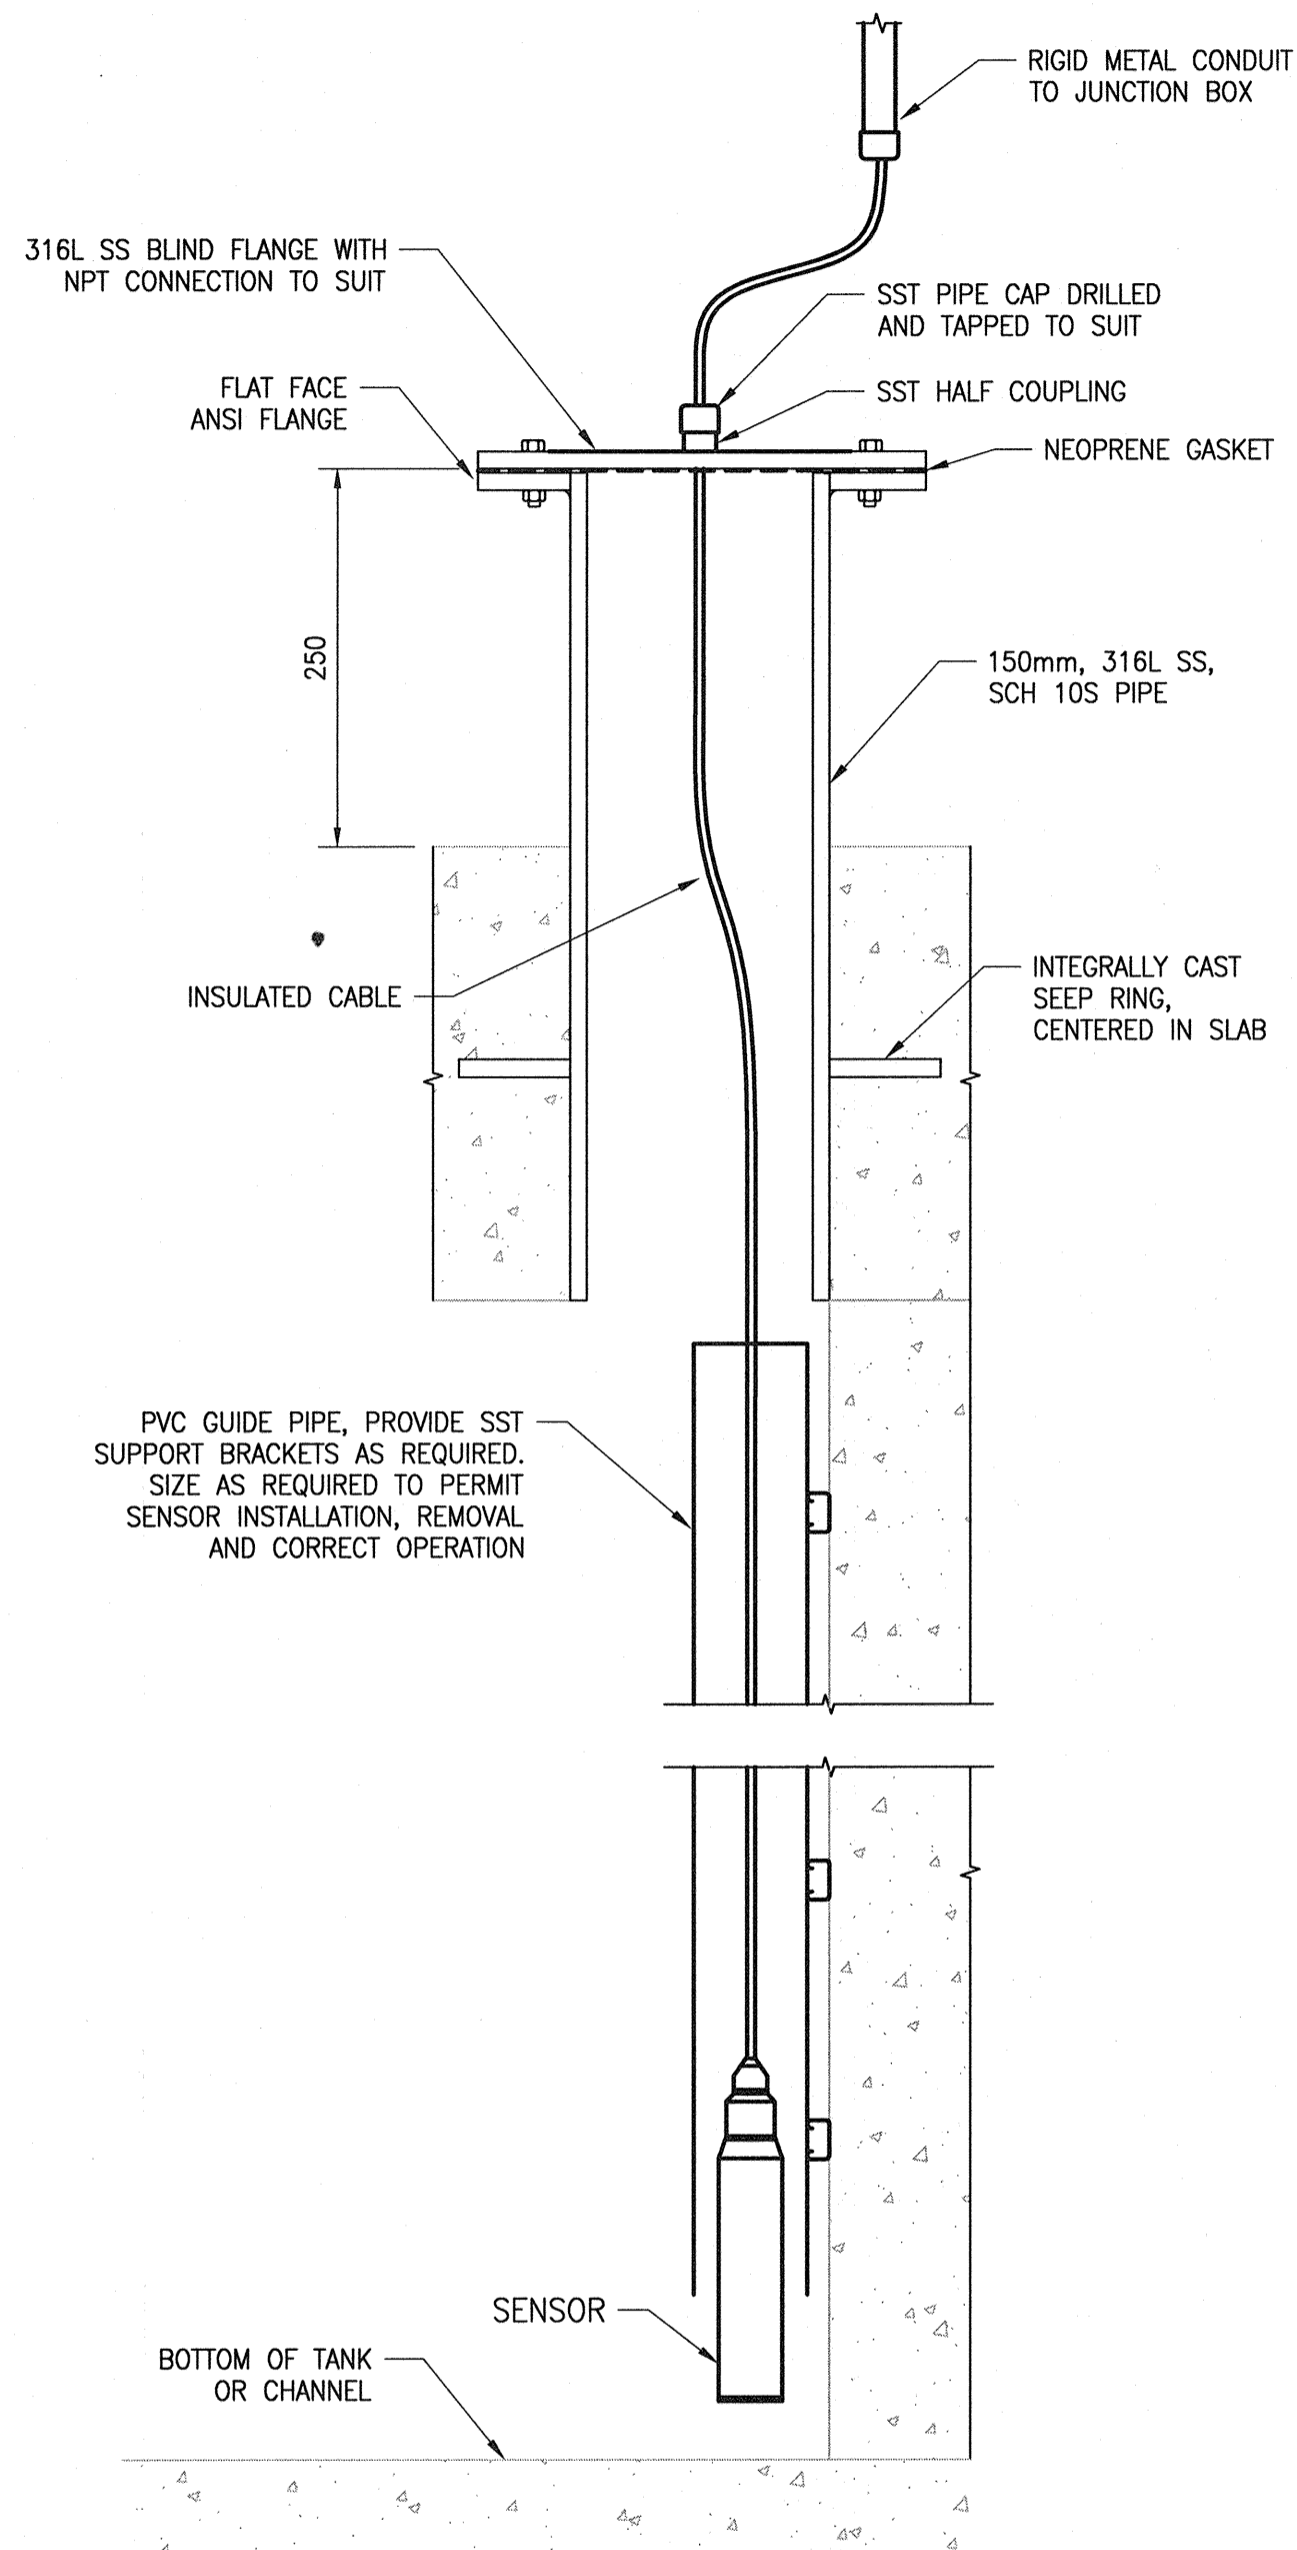 RIGID METAL CONDUIT
TO JUNCTION BOX
316L SS BLIND FLANGE WITH
NPT CONNECTION TO SUIT
SST PIPE CAP DRILLED
AND TAPPED TO SUIT
FLAT FACE
ANSI FLANGE
SST HALF COUPLING
NEOPRENE GASKET
250
150mm, 316L SS,
SCH 10S PIPE
INSULATED CABLE
INTEGRALLY CAST
SEEP RING,
CENTERED IN SLAB
PVC GUIDE PIPE, PROVIDE SST
SUPPORT BRACKETS AS REQUIRED.
SIZE AS REQUIRED TO PERMIT
SENSOR INSTALLATION, REMOVAL
AND CORRECT OPERATION
SENSOR
BOTTOM OF TANK
OR CHANNEL